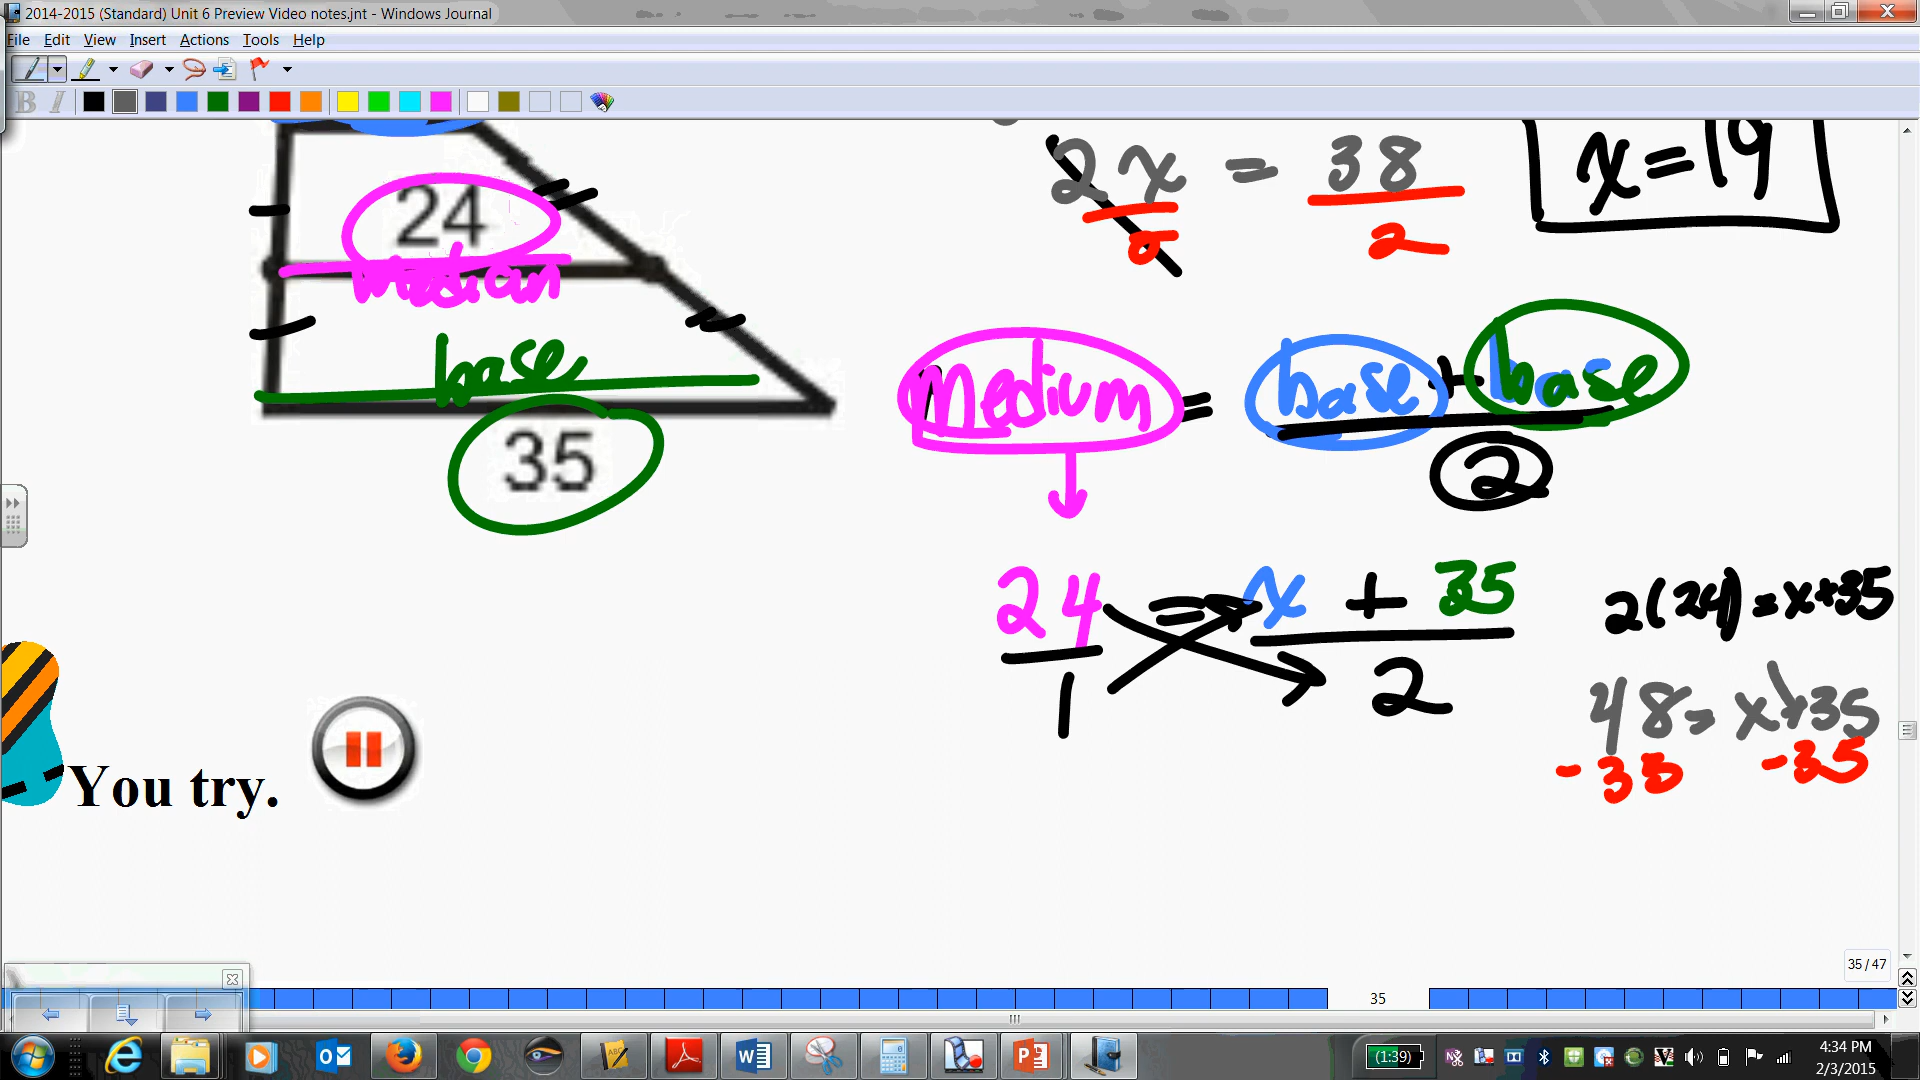 2014-2015 (Standard) Unit 6 Preview Video notes.jnt - Windows Journal
File Edit View Insert Actions Tools Help
B I
2x = 38
2
x=19
24
median
base
35
Medium = base + base
2
24 = x + 35
1 2
2(24)=x+35
48=x+35
-35 -35
You try.
35 / 47
35
(1:39)
4:34 PM
2/3/2015